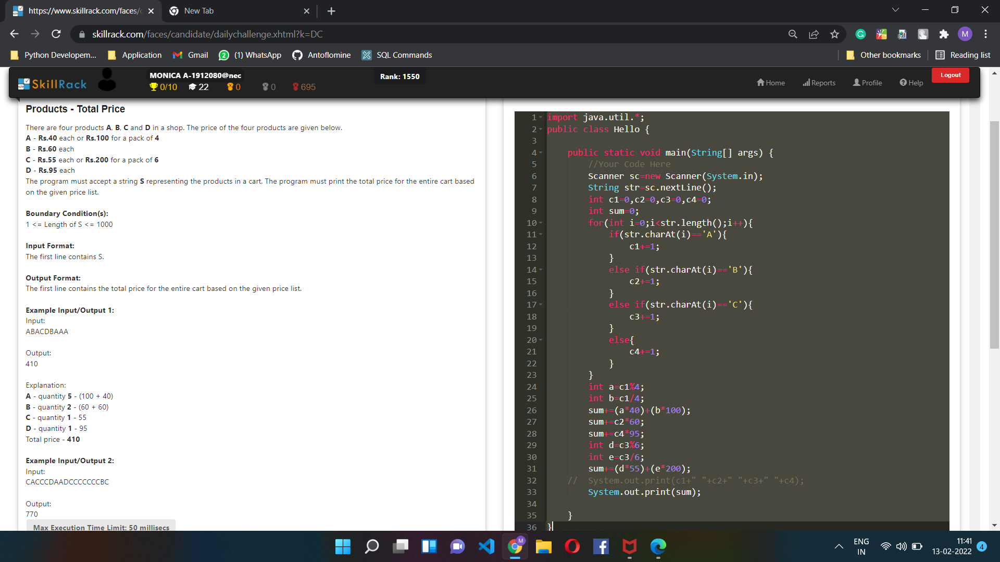 https://www.skillrack.com/faces/c
New Tab
skillrack.com/faces/candidate/dailychallenge.xhtml?k=DC
M
Python Developem...
Application
Gmail
2
(1) WhatsApp
Antoflomine
SQL Commands
Other bookmarks
Reading list
SkillRack
MONICA A-1912080@nec
0/10
22
0
0
695
Rank: 1550
Home
Reports
Profile
Help
Logout
Products - Total Price
There are four products A, B, C and D in a shop. The price of the four products are given below.
A - Rs.40 each or Rs.100 for a pack of 4
B - Rs.60 each
C - Rs.55 each or Rs.200 for a pack of 6
D - Rs.95 each
The program must accept a string S representing the products in a cart. The program must print the total price for the entire cart based
on the given price list.
Boundary Condition(s):
1 <= Length of S <= 1000
Input Format:
The first line contains S.
Output Format:
The first line contains the total price for the entire cart based on the given price list.
Example Input/Output 1:
Input:
ABACDBAAA
Output:
410
Explanation:
A - quantity 5 - (100 + 40)
B - quantity 2 - (60 + 60)
C - quantity 1 - 55
D - quantity 1 - 95
Total price - 410
Example Input/Output 2:
Input:
CACCCDAADCCCCCCCBC
Output:
770
Max Execution Time Limit: 50 millisecs
1 import java.util.*;
2 public class Hello {
3
4 public static void main(String[] args) {
5 //Your Code Here
6 Scanner sc=new Scanner(System.in);
7 String str=sc.nextLine();
8 int c1=0,c2=0,c3=0,c4=0;
9 int sum=0;
10 for(int i=0;i<str.length();i++){
11 if(str.charAt(i)=='A'){
12 c1+=1;
13 }
14 else if(str.charAt(i)=='B'){
15 c2+=1;
16 }
17 else if(str.charAt(i)=='C'){
18 c3+=1;
19 }
20 else{
21 c4+=1;
22 }
23 }
24 int a=c1%4;
25 int b=c1/4;
26 sum+=(a*40)+(b*100);
27 sum+=c2*60;
28 sum+=c4*95;
29 int d=c3%6;
30 int e=c3/6;
31 sum+=(d*55)+(e*200);
32 // System.out.print(c1+" "+c2+" "+c3+" "+c4);
33 System.out.print(sum);
34
35 }
36 }
M
ENG
IN
11:41
13-02-2022
4